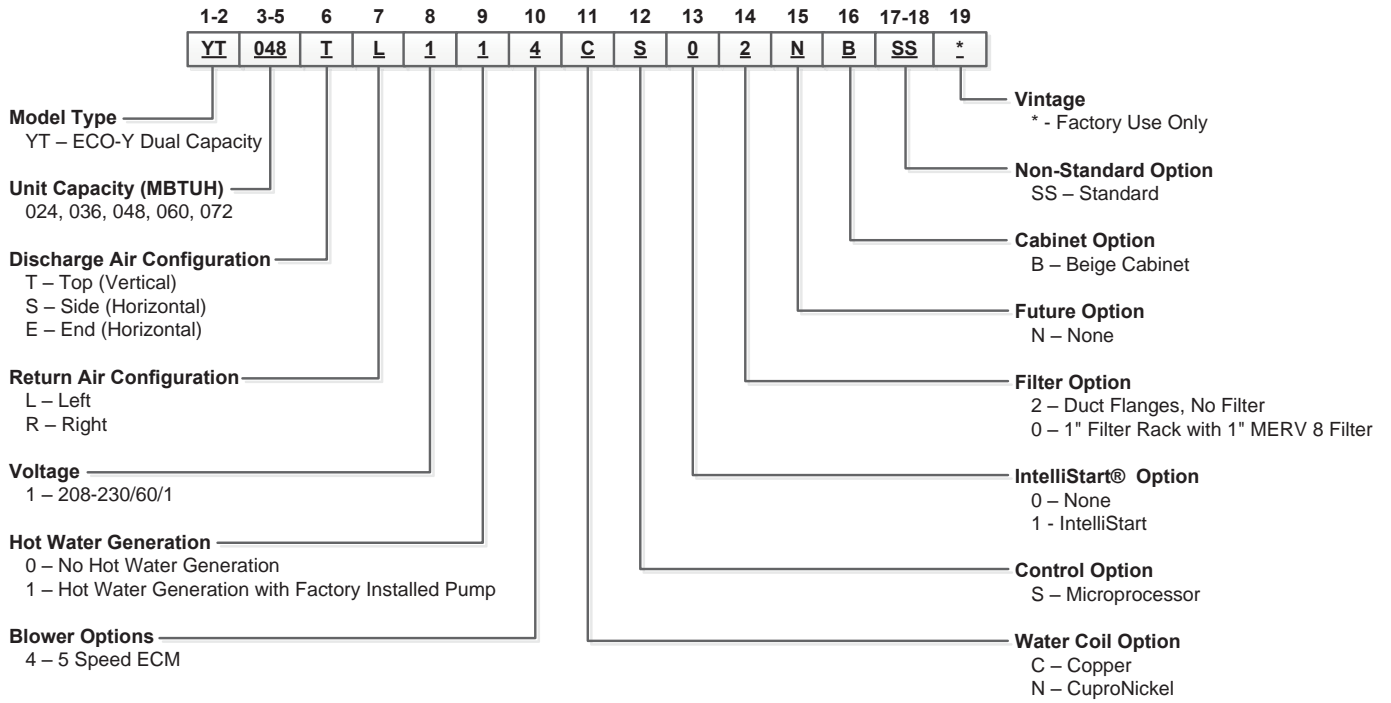 1-2 3-5 6 7 8 9 10 11 12 13 14 15 16 17-18 19
YT 048 T L 1 1 4 C S 0 2 N B SS *
Model Type
YT – ECO-Y Dual Capacity
Unit Capacity (MBTUH)
024, 036, 048, 060, 072
Discharge Air Configuration
T – Top (Vertical)
S – Side (Horizontal)
E – End (Horizontal)
Return Air Configuration
L – Left
R – Right
Voltage
1 – 208-230/60/1
Hot Water Generation
0 – No Hot Water Generation
1 – Hot Water Generation with Factory Installed Pump
Blower Options
4 – 5 Speed ECM
Vintage
* - Factory Use Only
Non-Standard Option
SS – Standard
Cabinet Option
B – Beige Cabinet
Future Option
N – None
Filter Option
2 – Duct Flanges, No Filter
0 – 1" Filter Rack with 1" MERV 8 Filter
IntelliStart® Option
0 – None
1 - IntelliStart
Control Option
S – Microprocessor
Water Coil Option
C – Copper
N – CuproNickel